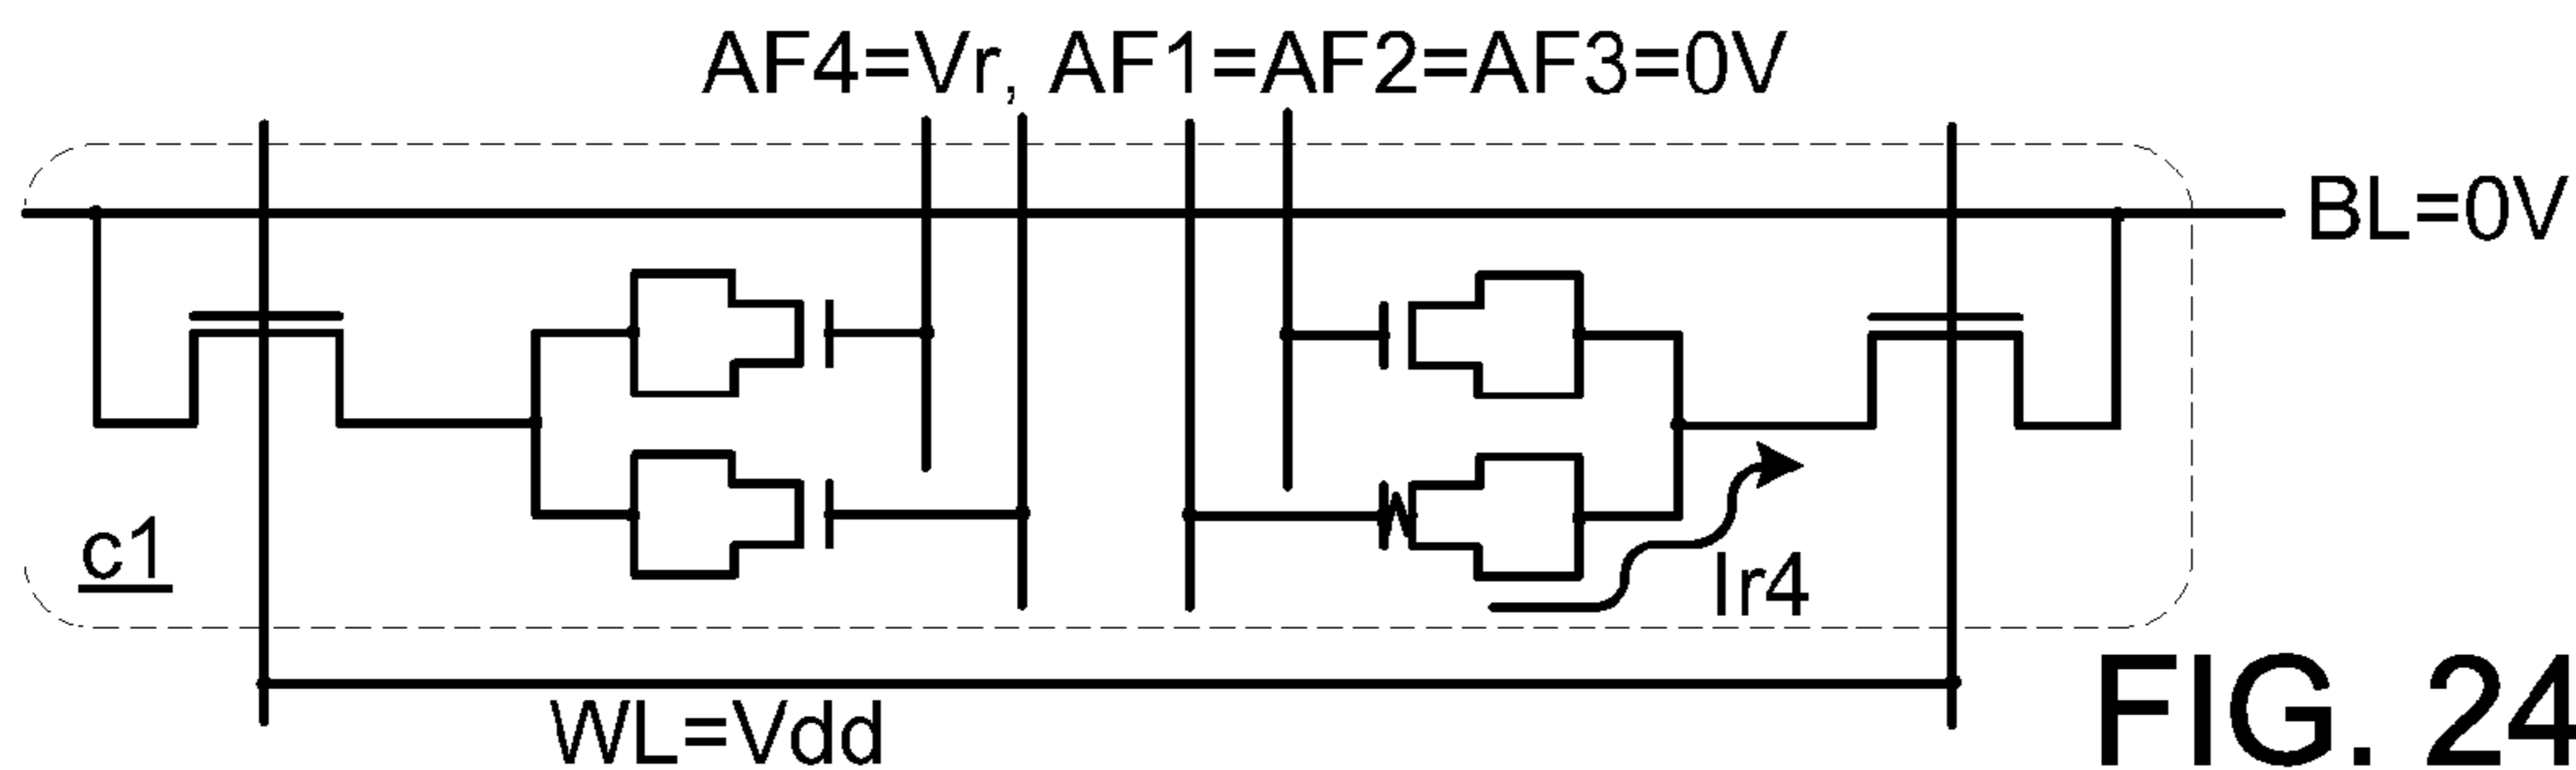 AF4=Vr, AF1=AF2=AF3=0V
BL=0V
c1
Ir4
WL=Vdd
FIG. 24